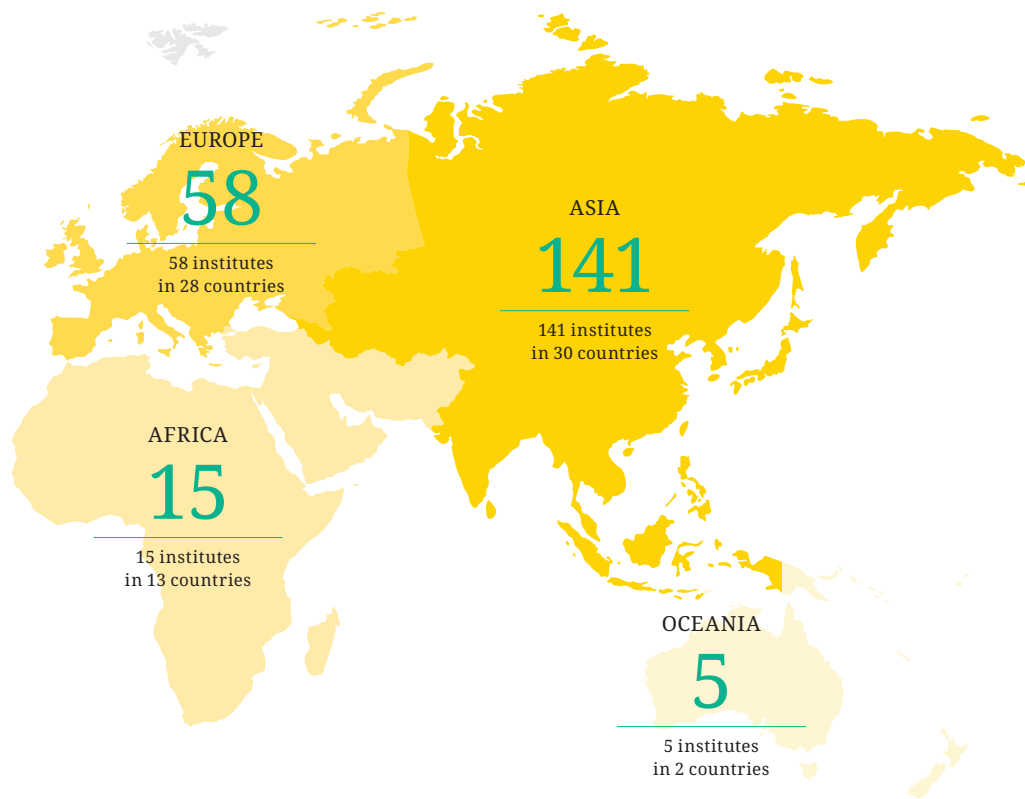 EUROPE
58
58 institutes
in 28 countries
ASIA
141
141 institutes
in 30 countries
AFRICA
15
15 institutes
in 13 countries
OCEANIA
5
5 institutes
in 2 countries